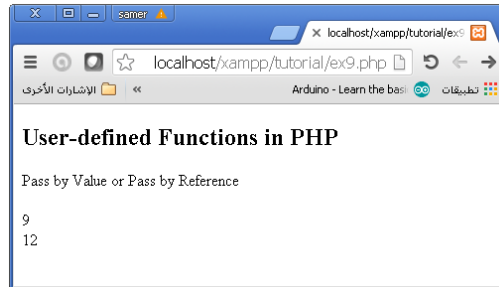 samer
localhost/xampp/tutorial/ex9
localhost/xampp/tutorial/ex9.php
تطبيقات
Arduino - Learn the basi
»
الإشارات الأخرى
User-defined Functions in PHP
Pass by Value or Pass by Reference
9
12